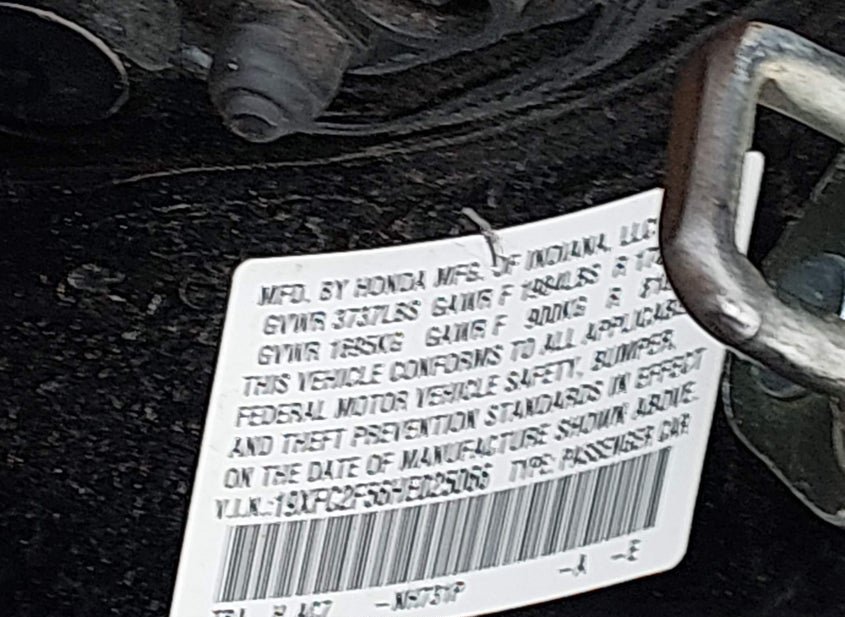 MFD. BY HONDA MFG. OF INDIANA, LLC
GVWR 3737LBS GAWR F 1984LBS R
GVWR 1695KG GAWR F 900KG R
THIS VEHICLE CONFORMS TO ALL
FEDERAL MOTOR VEHICLE SAFETY, BUMPER,
AND THEFT PREVENTION STANDARDS IN EFFECT
ON THE DATE OF MANUFACTURE SHOWN ABOVE.
V.I.N.: TYPE: PASSENGER CAR
-NH731P -A -E